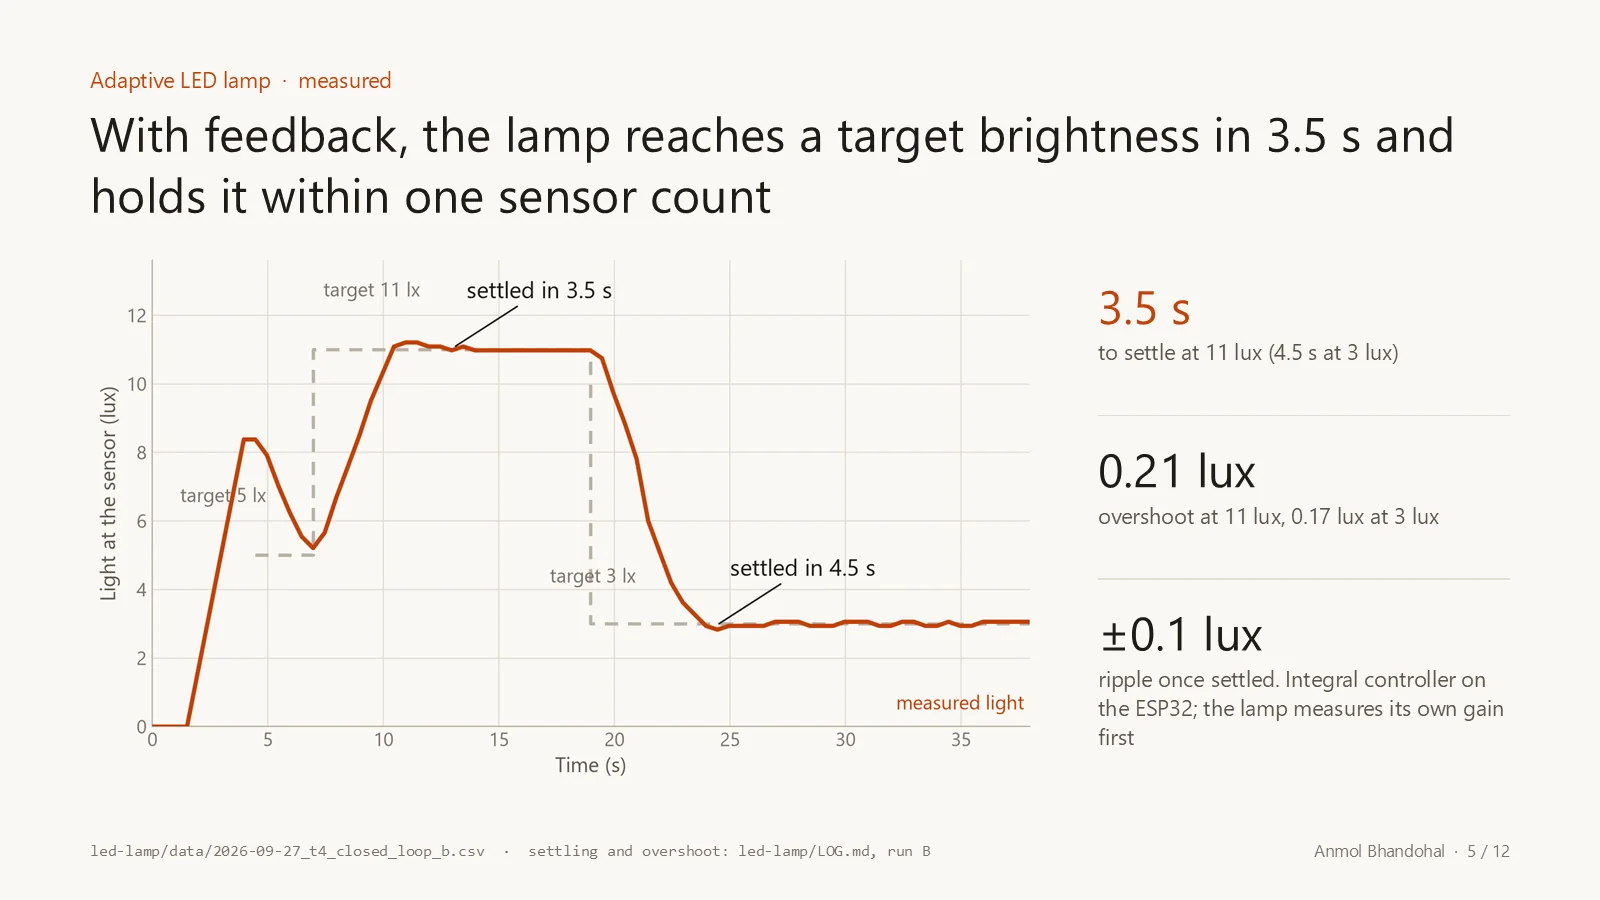 Adaptive LED lamp · measured
With feedback, the lamp reaches a target brightness in 3.5 s and
holds it within one sensor count
target 11 lx
settled in 3.5 s
target 5 lx
target 3 lx
settled in 4.5 s
measured light
Light at the sensor (lux)
12
10
8
6
4
2
0
0 5 10 15 20 25 30 35
Time (s)
3.5 s
to settle at 11 lux (4.5 s at 3 lux)
0.21 lux
overshoot at 11 lux, 0.17 lux at 3 lux
±0.1 lux
ripple once settled. Integral controller on
the ESP32; the lamp measures its own gain
first
led-lamp/data/2026-09-27_t4_closed_loop_b.csv · settling and overshoot: led-lamp/LOG.md, run B
Anmol Bhandohal · 5 / 12